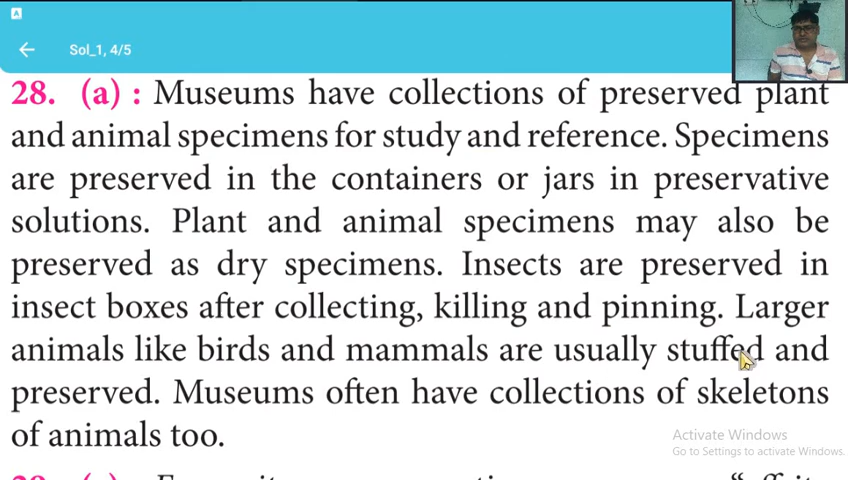 A
Sol_1, 4/5
28. (a) : Museums have collections of preserved plant
and animal specimens for study and reference. Specimens
are preserved in the containers or jars in preservative
solutions. Plant and animal specimens may also be
preserved as dry specimens. Insects are preserved in
insect boxes after collecting, killing and pinning. Larger
animals like birds and mammals are usually stuffed and
preserved. Museums often have collections of skeletons
of animals too.
Activate Windows
Go to Settings to activate Windows.